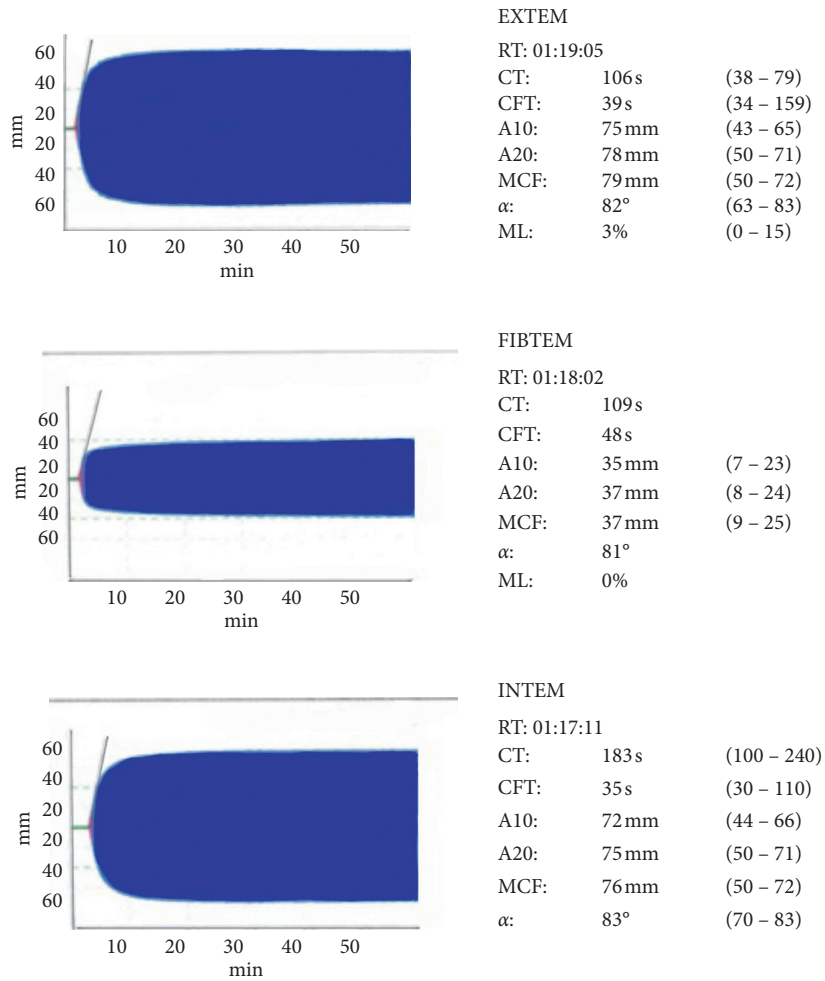 60
40
20
mm
20
40
60
10 20 30 40 50
min
EXTEM
RT: 01:19:05
CT: 106 s (38 – 79)
CFT: 39 s (34 – 159)
A10: 75 mm (43 – 65)
A20: 78 mm (50 – 71)
MCF: 79 mm (50 – 72)
α: 82° (63 – 83)
ML: 3% (0 – 15)
60
40
20
mm
20
40
60
10 20 30 40 50
min
FIBTEM
RT: 01:18:02
CT: 109 s
CFT: 48 s
A10: 35 mm (7 – 23)
A20: 37 mm (8 – 24)
MCF: 37 mm (9 – 25)
α: 81°
ML: 0%
60
40
20
mm
20
40
60
10 20 30 40 50
min
INTEM
RT: 01:17:11
CT: 183 s (100 – 240)
CFT: 35 s (30 – 110)
A10: 72 mm (44 – 66)
A20: 75 mm (50 – 71)
MCF: 76 mm (50 – 72)
α: 83° (70 – 83)